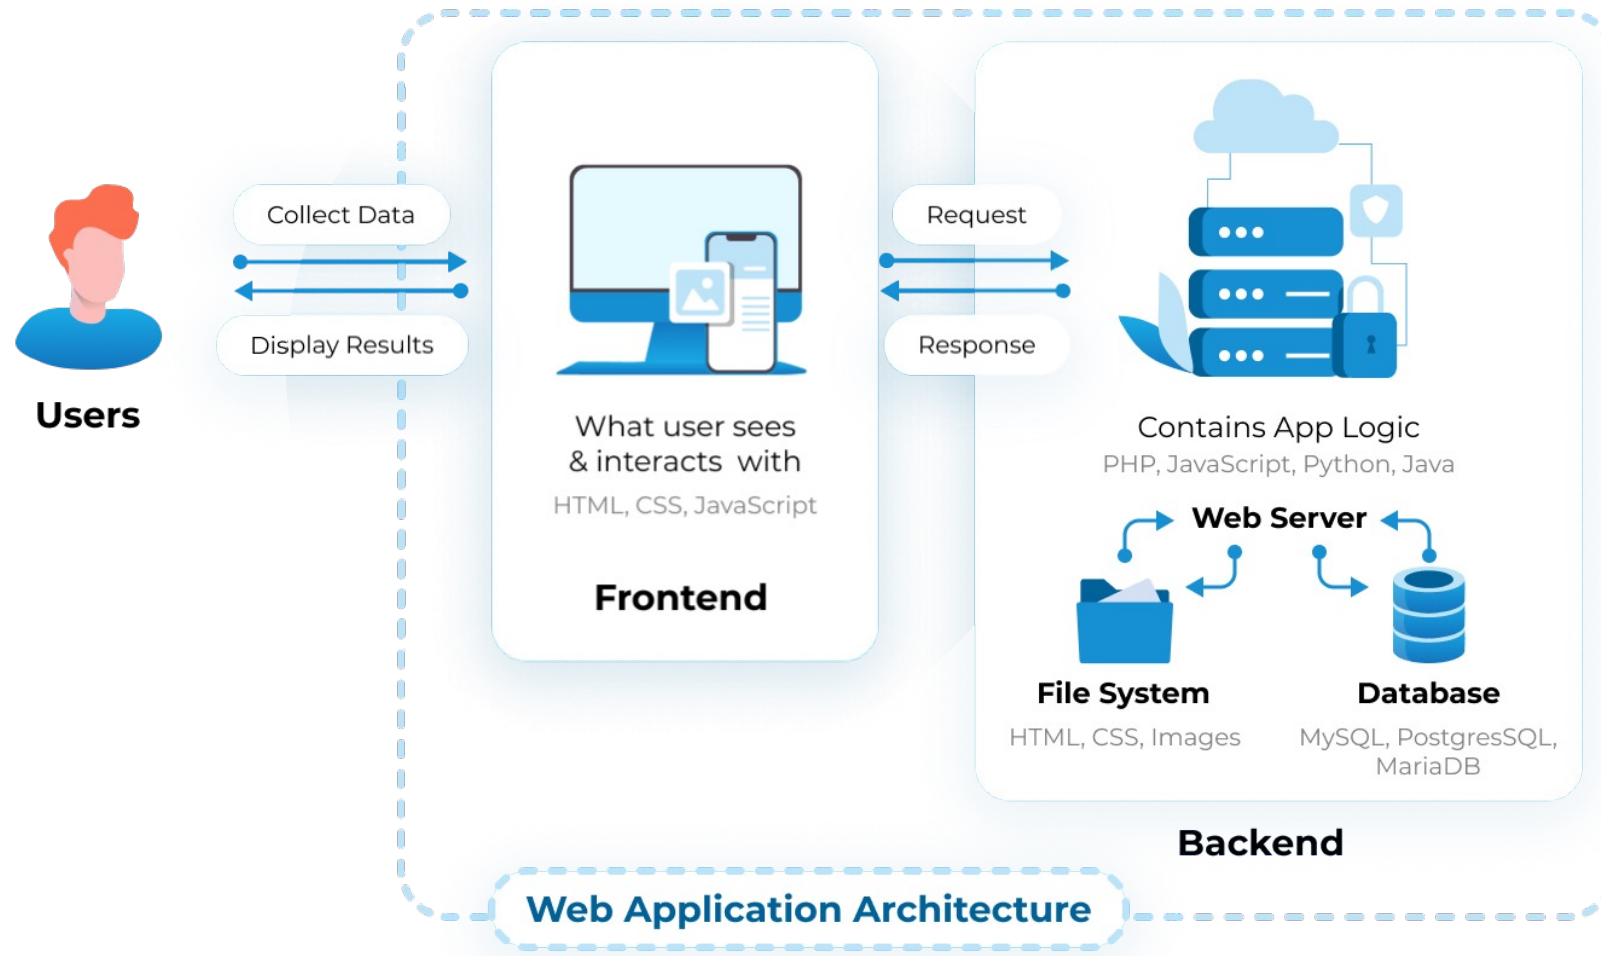 Collect Data
Display Results
Users
What user sees
& interacts with
HTML, CSS, JavaScript
Frontend
Request
Response
Contains App Logic
PHP, JavaScript, Python, Java
Web Server
File System
HTML, CSS, Images
Database
MySQL, PostgresSQL,
MariaDB
Backend
Web Application Architecture